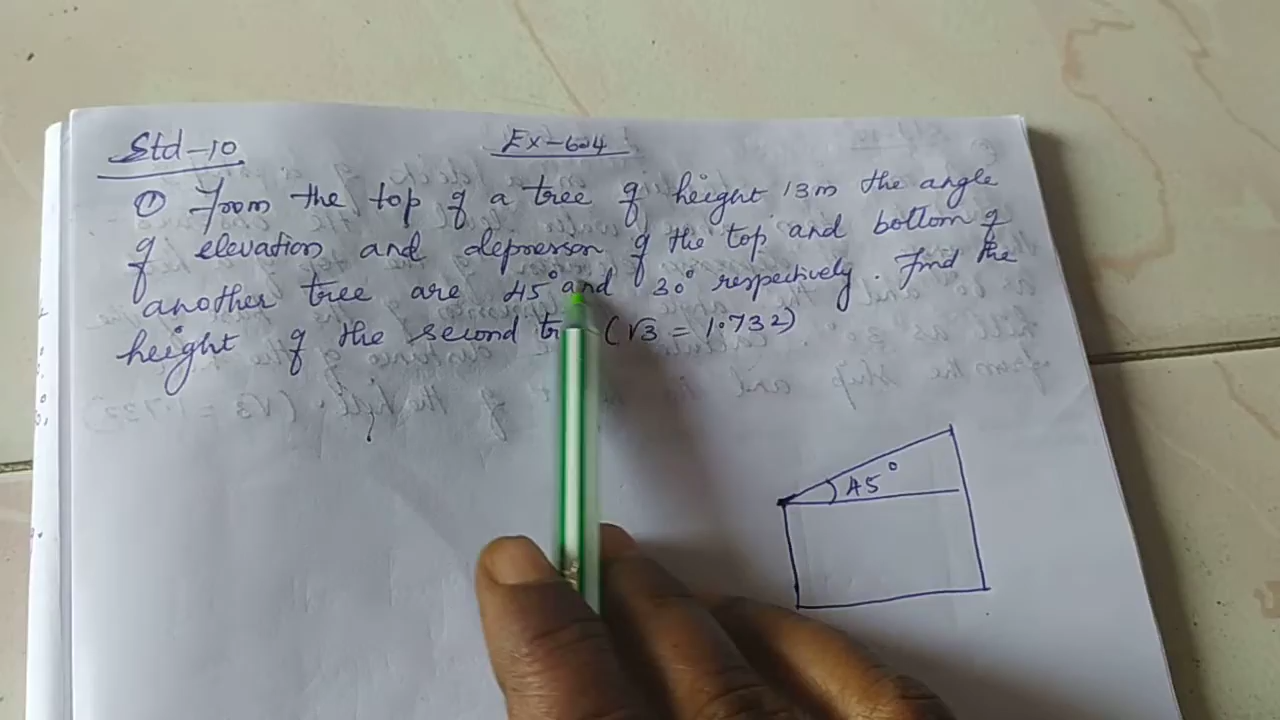 Std-10
Ex-6.4
① From the top of a tree of height 13m the angle
of elevation and depresson of the top and bottom of
another tree are 45° and 30° respectively. Find the
height of the second (√3 = 1.732)
45°